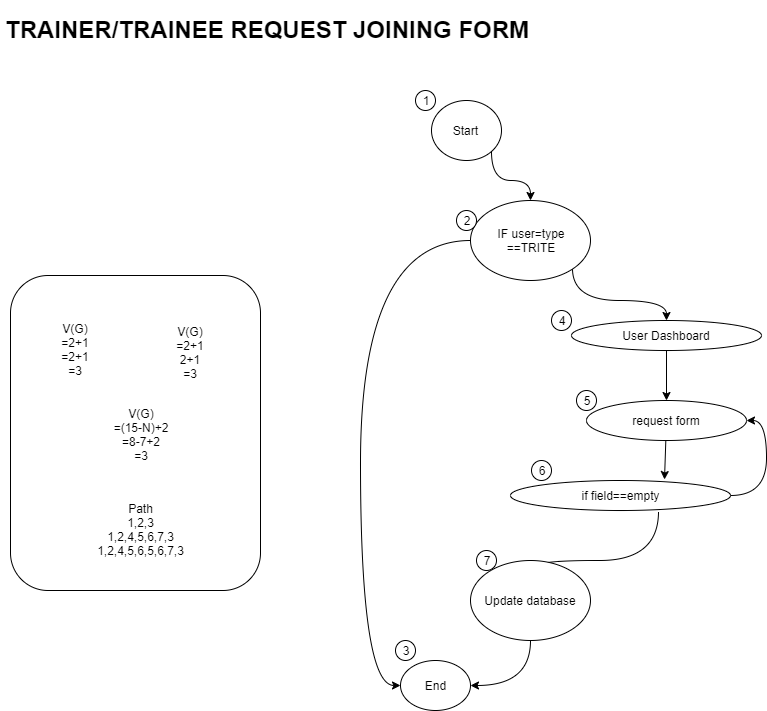 TRAINER/TRAINEE REQUEST JOINING FORM
1
Start
2
IF user=type
==TRITE
4
User Dashboard
5
request form
6
if field==empty
7
Update database
3
End
V(G)
=2+1
=2+1
=3
V(G)
=2+1
2+1
=3
V(G)
=(15-N)+2
=8-7+2
=3
Path
1,2,3
1,2,4,5,6,7,3
1,2,4,5,6,5,6,7,3